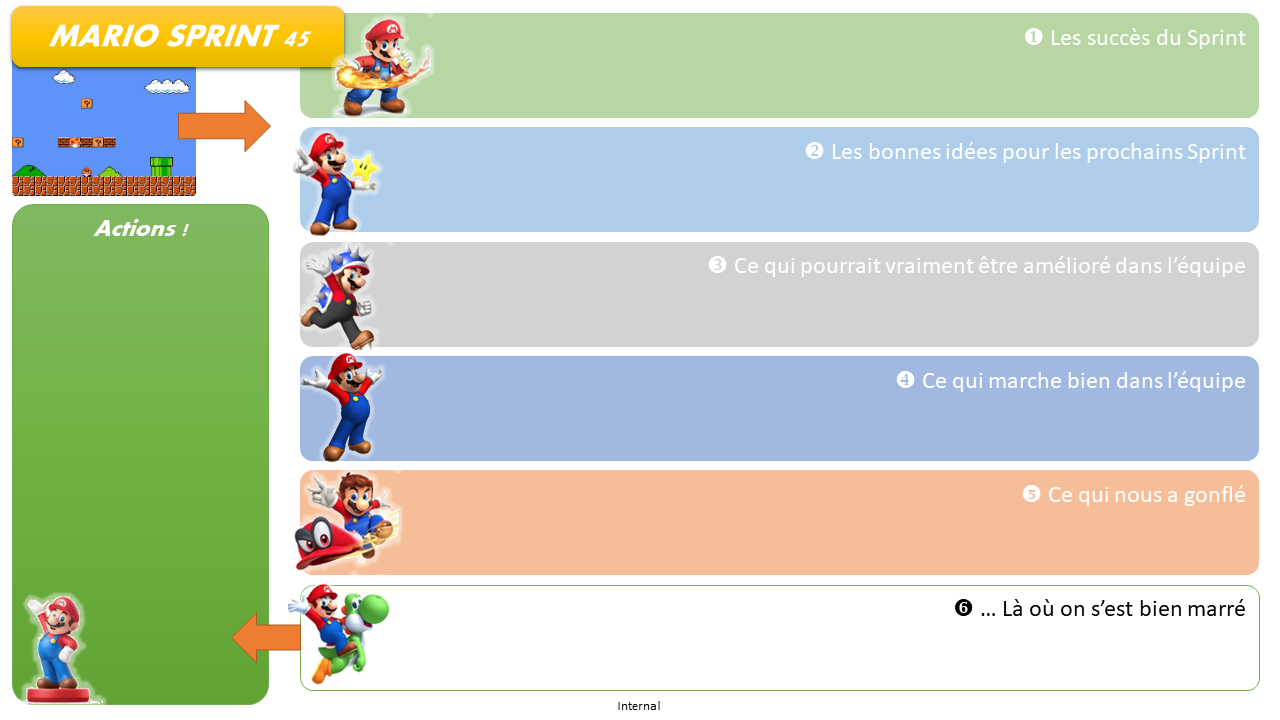 MARIO SPRINT 45
❶ Les succès du Sprint
❷ Les bonnes idées pour les prochains Sprint
❸ Ce qui pourrait vraiment être amélioré dans l’équipe
❹ Ce qui marche bien dans l’équipe
❺ Ce qui nous a gonflé
❻ ... Là où on s’est bien marré
Actions !
Internal